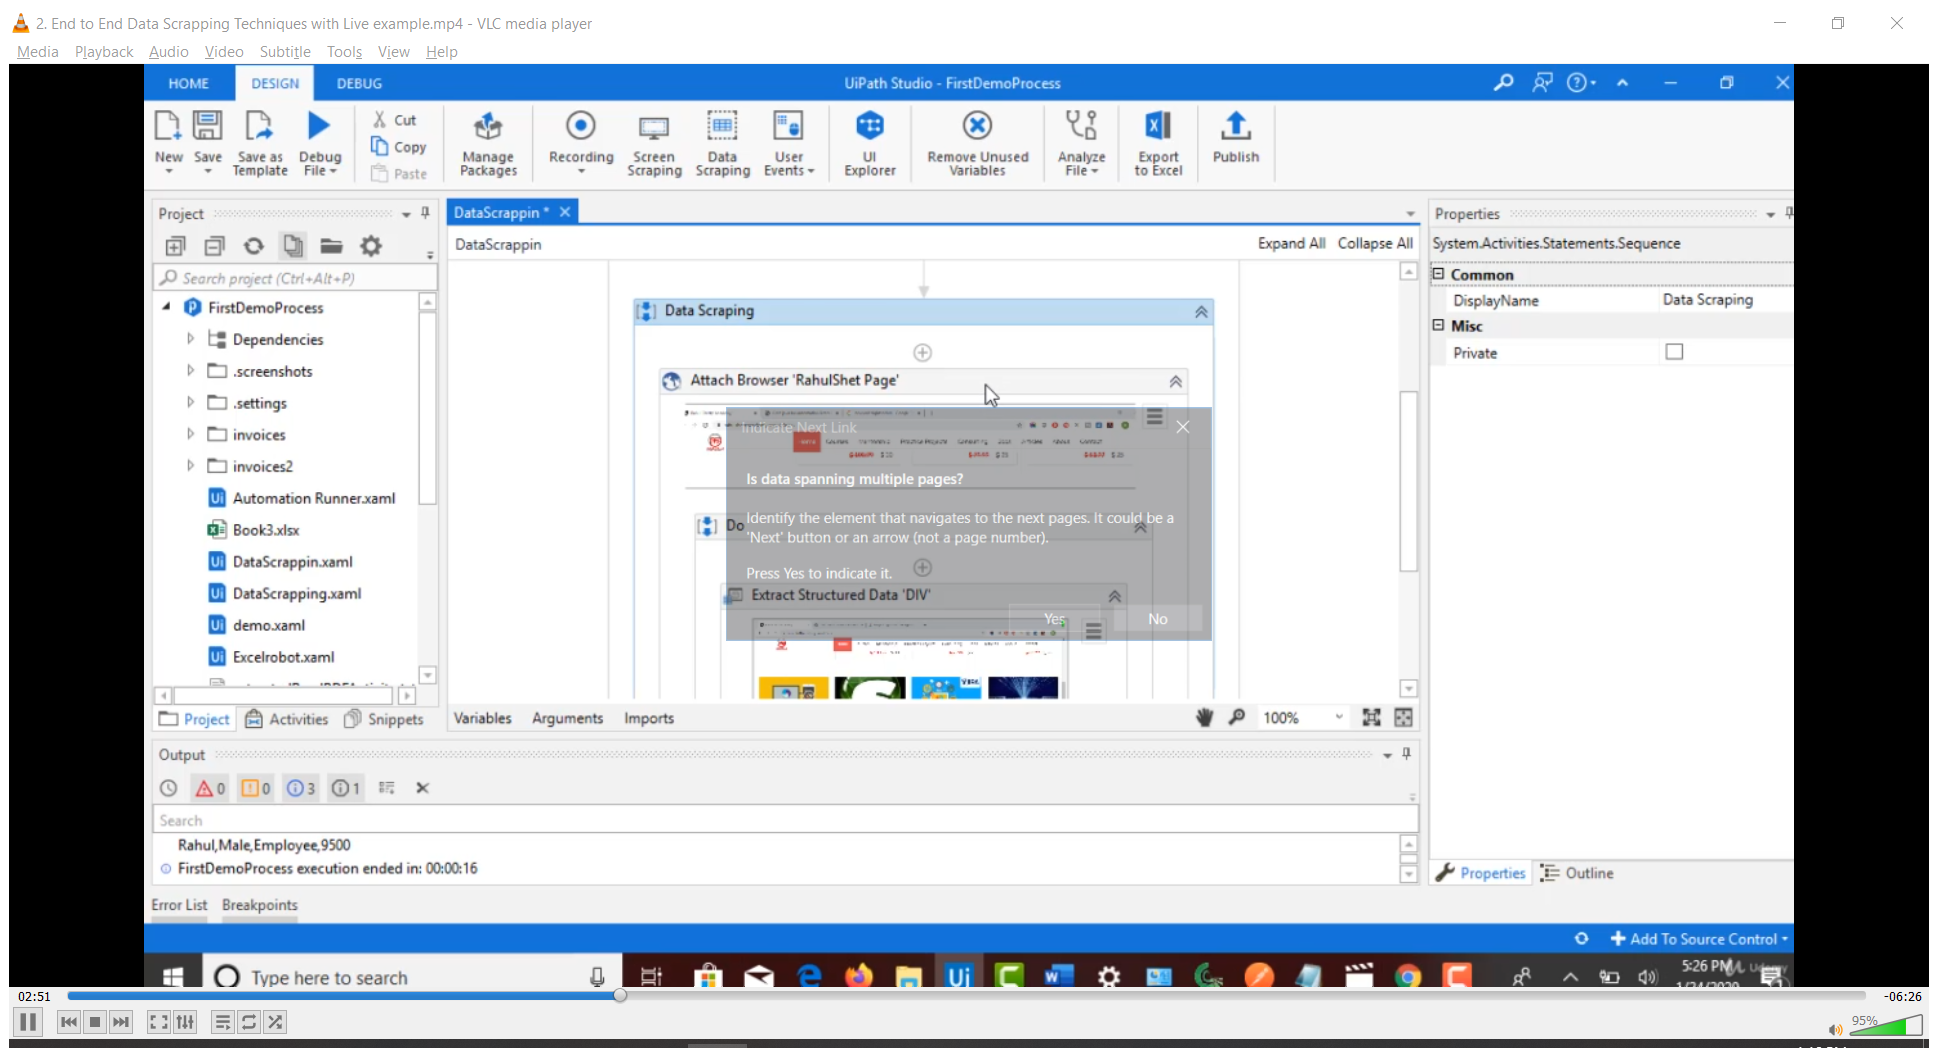 2. End to End Data Scrapping Techniques with Live example.mp4 - VLC media player
Media Playback Audio Video Subtitle Tools View Help
HOME DESIGN DEBUG UiPath Studio - FirstDemoProcess
New Save Save as Template Debug File Cut Copy Paste Manage Packages Recording Screen Scraping Data Scraping User Events UI Explorer Remove Unused Variables Analyze File Export to Excel Publish
Project
Search project (Ctrl+Alt+P)
FirstDemoProcess
Dependencies
.screenshots
.settings
invoices
invoices2
Automation Runner.xaml
Book3.xlsx
DataScrappin.xaml
DataScrapping.xaml
demo.xaml
Excelrobot.xaml
Project Activities Snippets
DataScrappin *
DataScrappin Expand All Collapse All
Data Scraping
Attach Browser 'RahulShet Page'
Indicate Next Link
Is data spanning multiple pages?
Do
Identify the element that navigates to the next pages. It could be a
'Next' button or an arrow (not a page number).
Press Yes to indicate it.
Extract Structured Data 'DIV'
Yes No
Variables Arguments Imports 100%
Properties
System.Activities.Statements.Sequence
Common
DisplayName Data Scraping
Misc
Private
Properties Outline
Output
0 0 3 1
Search
Rahul,Male,Employee,9500
FirstDemoProcess execution ended in: 00:00:16
Error List Breakpoints
Add To Source Control
Type here to search
5:26 PM
02:51 -06:26
95%